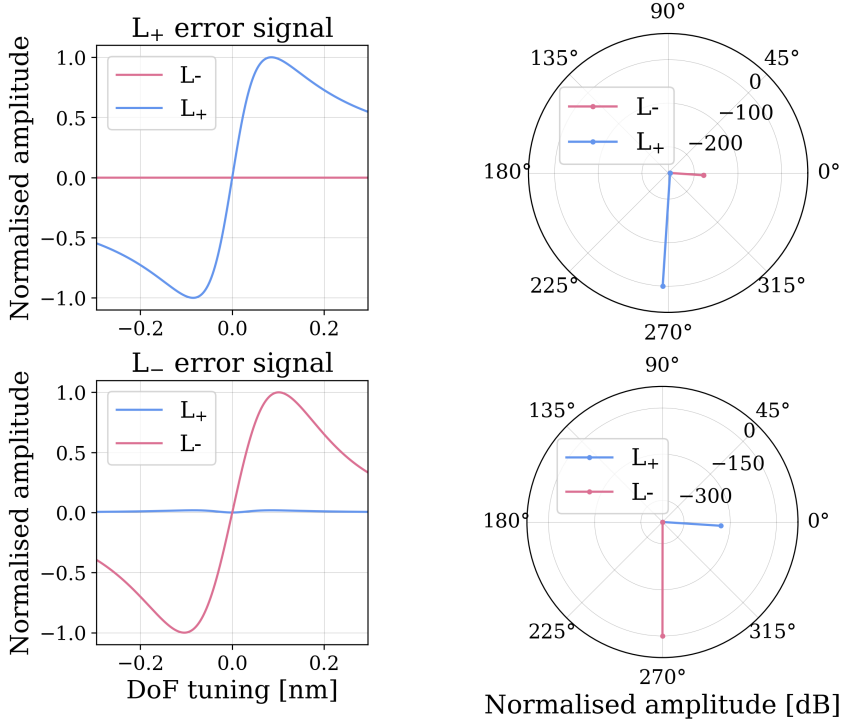 L₊ error signal
Normalised amplitude
1.0
0.5
0.0
−0.5
−1.0
L-
L₊
−0.2
0.0
0.2
90°
135°
45°
0
−100
−200
L-
L₊
180°
0°
225°
315°
270°
L₋ error signal
Normalised amplitude
1.0
0.5
0.0
−0.5
−1.0
L₊
L-
−0.2
0.0
0.2
DoF tuning [nm]
90°
135°
45°
0
−150
−300
L₊
L-
180°
0°
225°
315°
270°
Normalised amplitude [dB]